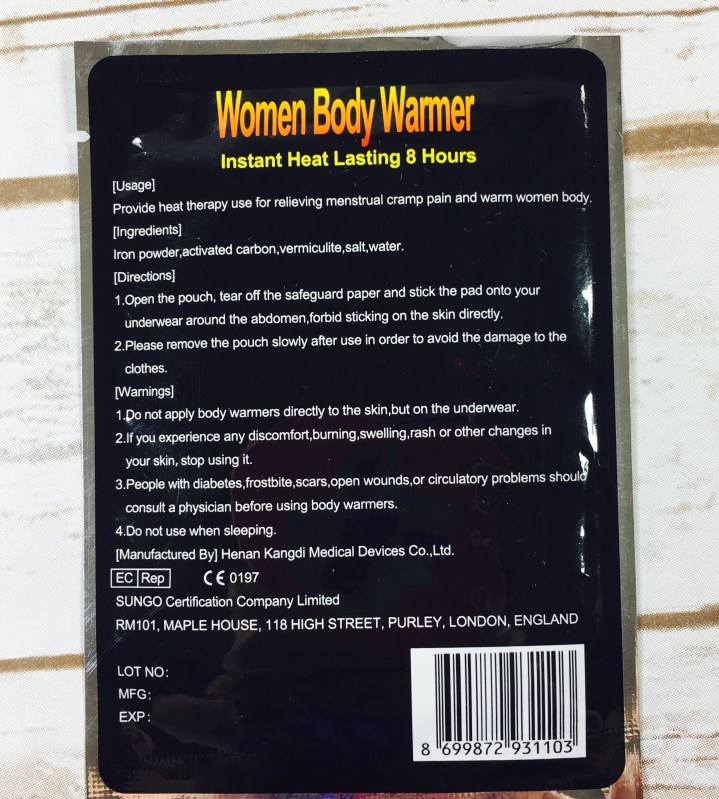 Women Body Warmer
Instant Heat Lasting 8 Hours
[Usage]
Provide heat therapy use for relieving menstrual cramp pain and warm women body.
[Ingredients]
Iron powder,activated carbon,vermiculite,salt,water.
[Directions]
1.Open the pouch, tear off the safeguard paper and stick the pad onto your
underwear around the abdomen,forbid sticking on the skin directly.
2.Please remove the pouch slowly after use in order to avoid the damage to the
clothes.
[Warnings]
1.Do not apply body warmers directly to the skin,but on the underwear.
2.If you experience any discomfort,burning,swelling,rash or other changes in
your skin, stop using it.
3.People with diabetes,frostbite,scars,open wounds,or circulatory problems should
consult a physician before using body warmers.
4.Do not use when sleeping.
[Manufactured By] Henan Kangdi Medical Devices Co.,Ltd.
EC Rep CE 0197
SUNGO Certification Company Limited
RM101, MAPLE HOUSE, 118 HIGH STREET, PURLEY, LONDON, ENGLAND
LOT NO:
MFG:
EXP:
8 699872 931103